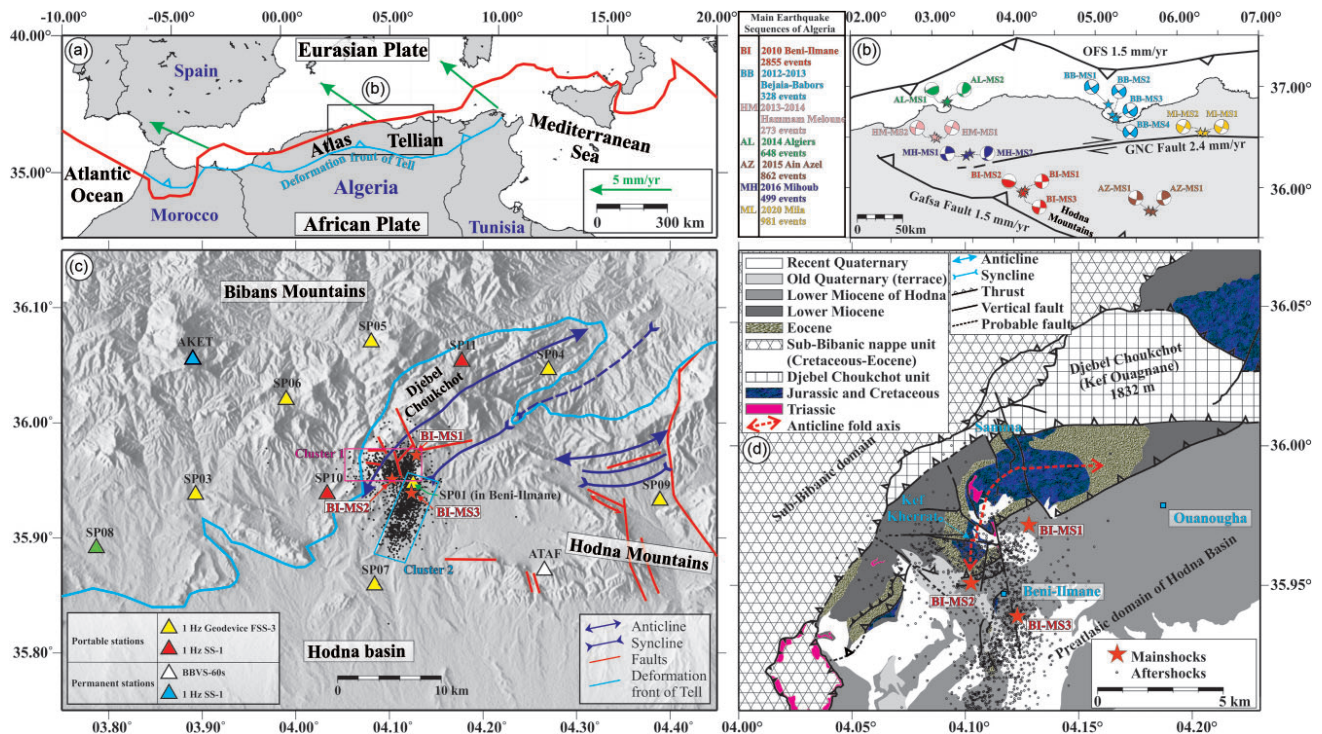 -10.00°
-05.00°
00.00°
05.00°
10.00°
15.00°
20.00°
40.00°
35.00°
(a)
Eurasian Plate
Spain
(b)
Mediterranean
Sea
Atlas
Tellian
Deformation front of Tell
Atlantic
Ocean
Algeria
Morocco
African Plate
Tunisia
5 mm/yr
0
300 km
Main Earthquake
Sequences of Algeria
BI 2010 Beni-Ilmane
2855 events
BB 2012-2013
Bejaia-Babors
328 events
HM 2013-2014
Hammam Meloune
273 events
AL 2014 Algiers
648 events
AZ 2015 Ain Azel
862 events
MH 2016 Mihoub
499 events
ML 2020 Mila
981 events
02.00°
03.00°
04.00°
05.00°
06.00°
07.00°
37.00°
36.00°
(b)
OFS 1.5 mm/yr
AL-MS2
AL-MS1
BB-MS1
BB-MS2
BB-MS3
BB-MS4
MI-MS2
MI-MS1
HM-MS2
HM-MS1
GNC Fault 2.4 mm/yr
MH-MS1
MH-MS2
BI-MS2
BI-MS1
BI-MS3
AZ-MS1
AZ-MS1
Hodna
Mountains
Gafsa Fault 1.5 mm/yr
0
50km
(c)
36.10°
36.00°
35.90°
35.80°
Bibans Mountains
AKET
SP05
SP11
SP04
Djebel
Choukchot
SP06
BI-MS1
Cluster 1
SP03
SP10
SP01 (in Beni-Ilmane)
SP09
BI-MS2
BI-MS3
SP08
ATAF
Hodna Mountains
Cluster 2
SP07
Portable stations
1 Hz Geodevice FSS-3
1 Hz SS-1
Permanent stations
BBVS-60s
1 Hz SS-1
Hodna basin
0
10 km
Anticline
Syncline
Faults
Deformation
front of Tell
03.80
03.90
04.00
04.10
04.20
04.30
04.40
Recent Quaternary
Old Quaternary (terrace)
Lower Miocene of Hodna
Lower Miocene
Eocene
Sub-Bibanic nappe unit
(Cretaceous-Eocene)
Djebel Choukchot unit
Jurassic and Cretaceous
Triassic
Anticline fold axis
Anticline
Syncline
Thrust
Vertical fault
Probable fault
36.05°
36.00°
35.95°
Djebel Choukchot
(Kef Ouagnane)
1832 m
(d)
Samma
Sub-Bibanic domain
Kef
Kherrata
BI-MS1
Ouanougha
BI-MS2
Beni-Ilmane
BI-MS3
Preatlasic domain of Hodna Basin
Mainshocks
Aftershocks
0
5 km
04.00
04.05
04.10
04.15
04.20